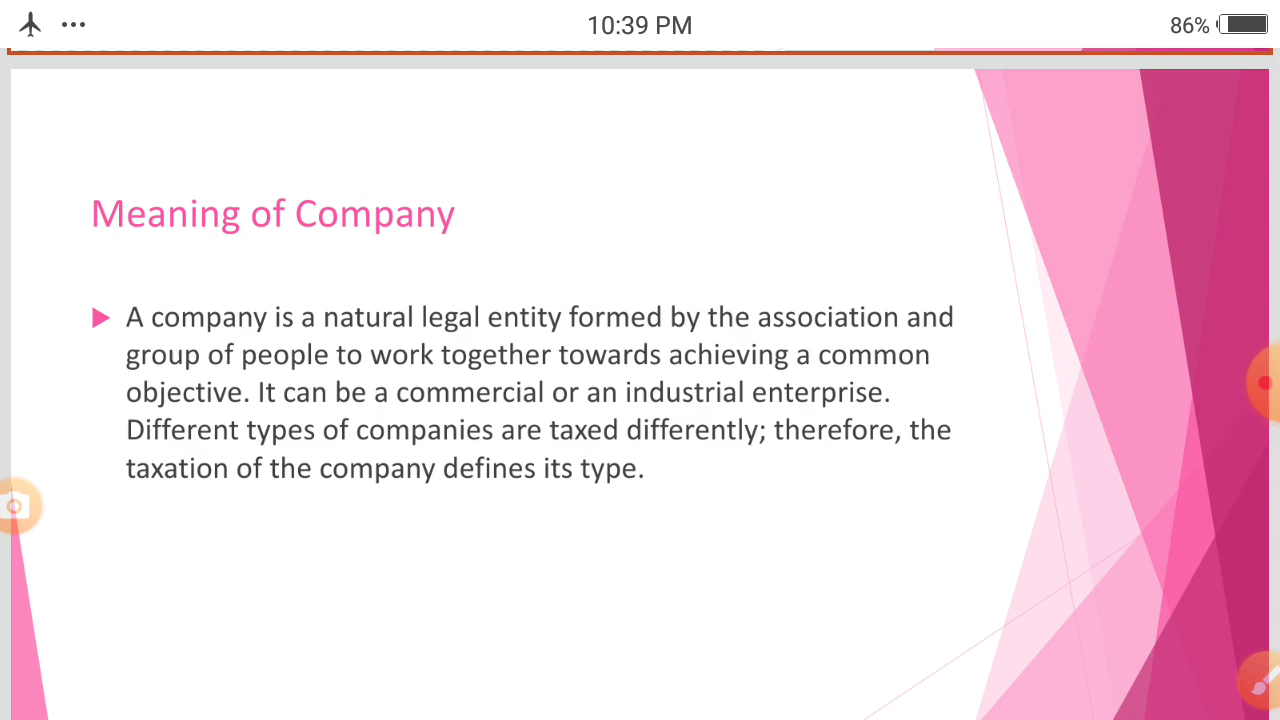 10:39 PM
86%
Meaning of Company
A company is a natural legal entity formed by the association and
group of people to work together towards achieving a common
objective. It can be a commercial or an industrial enterprise.
Different types of companies are taxed differently; therefore, the
taxation of the company defines its type.